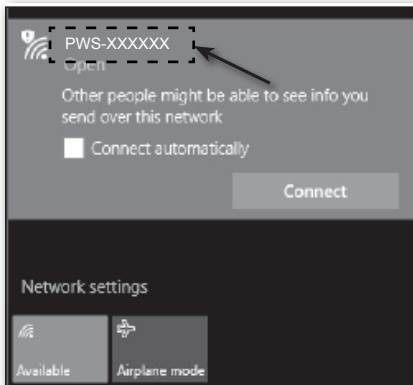 PWS-XXXXXX
Open
Other people might be able to see info you
send over this network
Connect automatically
Connect
Network settings
Available
Airplane mode